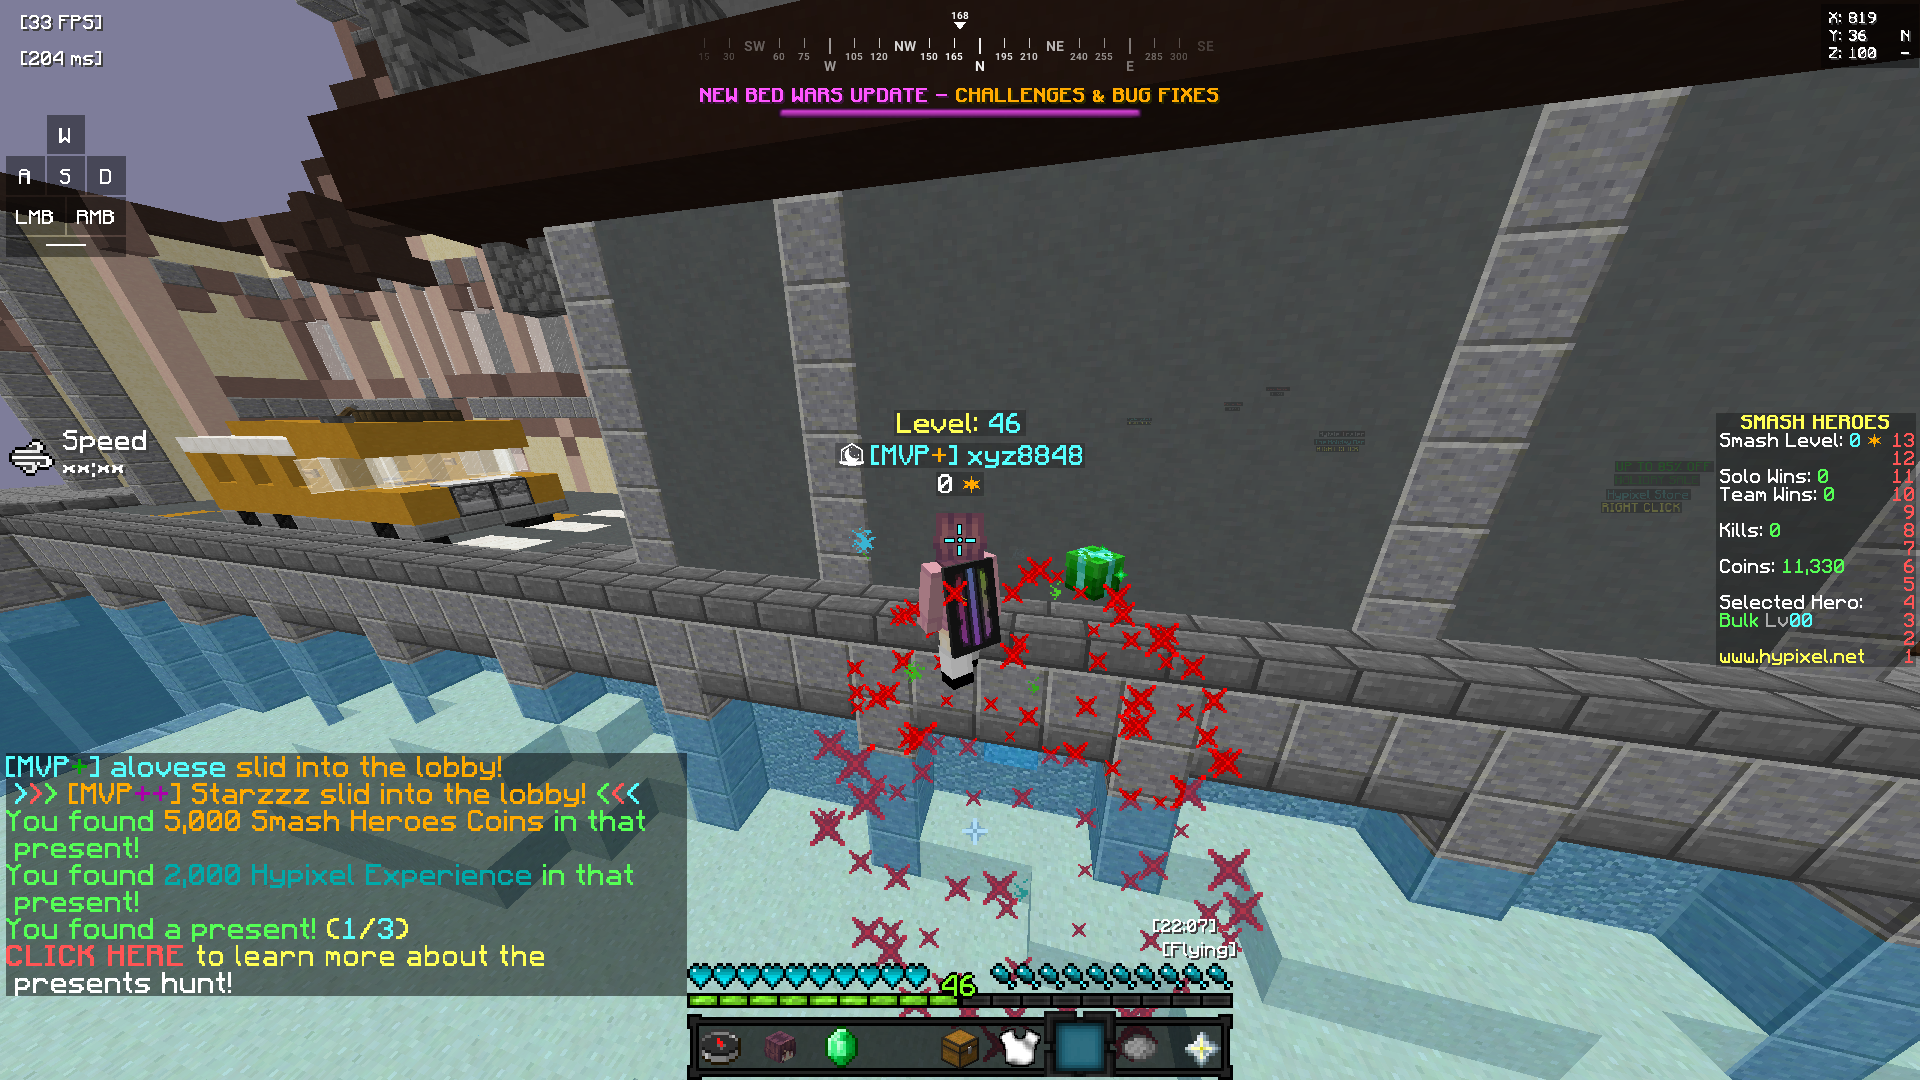 [33 FPS]
[204 ms]
168
SW NW NE SE
15 30 60 75 105 120 150 165 195 210 240 255 285 300
W N E
NEW BED WARS UPDATE - CHALLENGES & BUG FIXES
X: 819
Y: 36 N
Z: 100 -
W
A S D
LMB RMB
Speed
**:**
Level: 46
[MVP+] xyz8848
0
SMASH HEROES
Smash Level: 0 13
12
Solo Wins: 0 11
Team Wins: 0 10
9
Kills: 0 8
7
Coins: 11,330 6
5
Selected Hero: 4
Bulk Lv00 3
2
www.hypixel.net 1
Hypixel Store
RIGHT CLICK
[MVP+] alovese slid into the lobby!
>>> [MVP++] Starzzz slid into the lobby! <<<
You found 5,000 Smash Heroes Coins in that
present!
You found 2,000 Hypixel Experience in that
present!
You found a present! (1/3)
CLICK HERE to learn more about the
presents hunt!
[22:07]
[Flying]
46